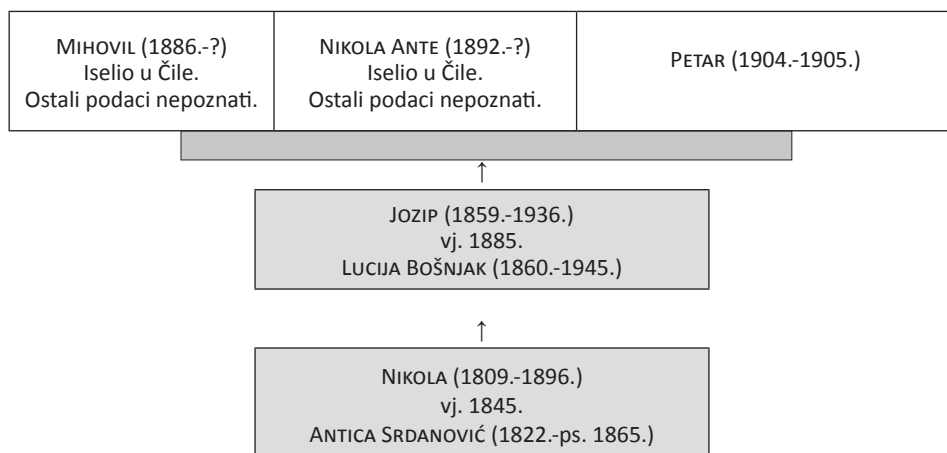 MIHOVIL (1886.-?)
Iselio u Čile.
Ostali podaci nepoznati.
NIKOLA ANTE (1892.-?)
Iselio u Čile.
Ostali podaci nepoznati.
PETAR (1904.-1905.)
↑
JOZIP (1859.-1936.)
vj. 1885.
LUCIJA BOŠNJAK (1860.-1945.)
↑
NIKOLA (1809.-1896.)
vj. 1845.
ANTICA SRDANOVIĆ (1822.-ps. 1865.)